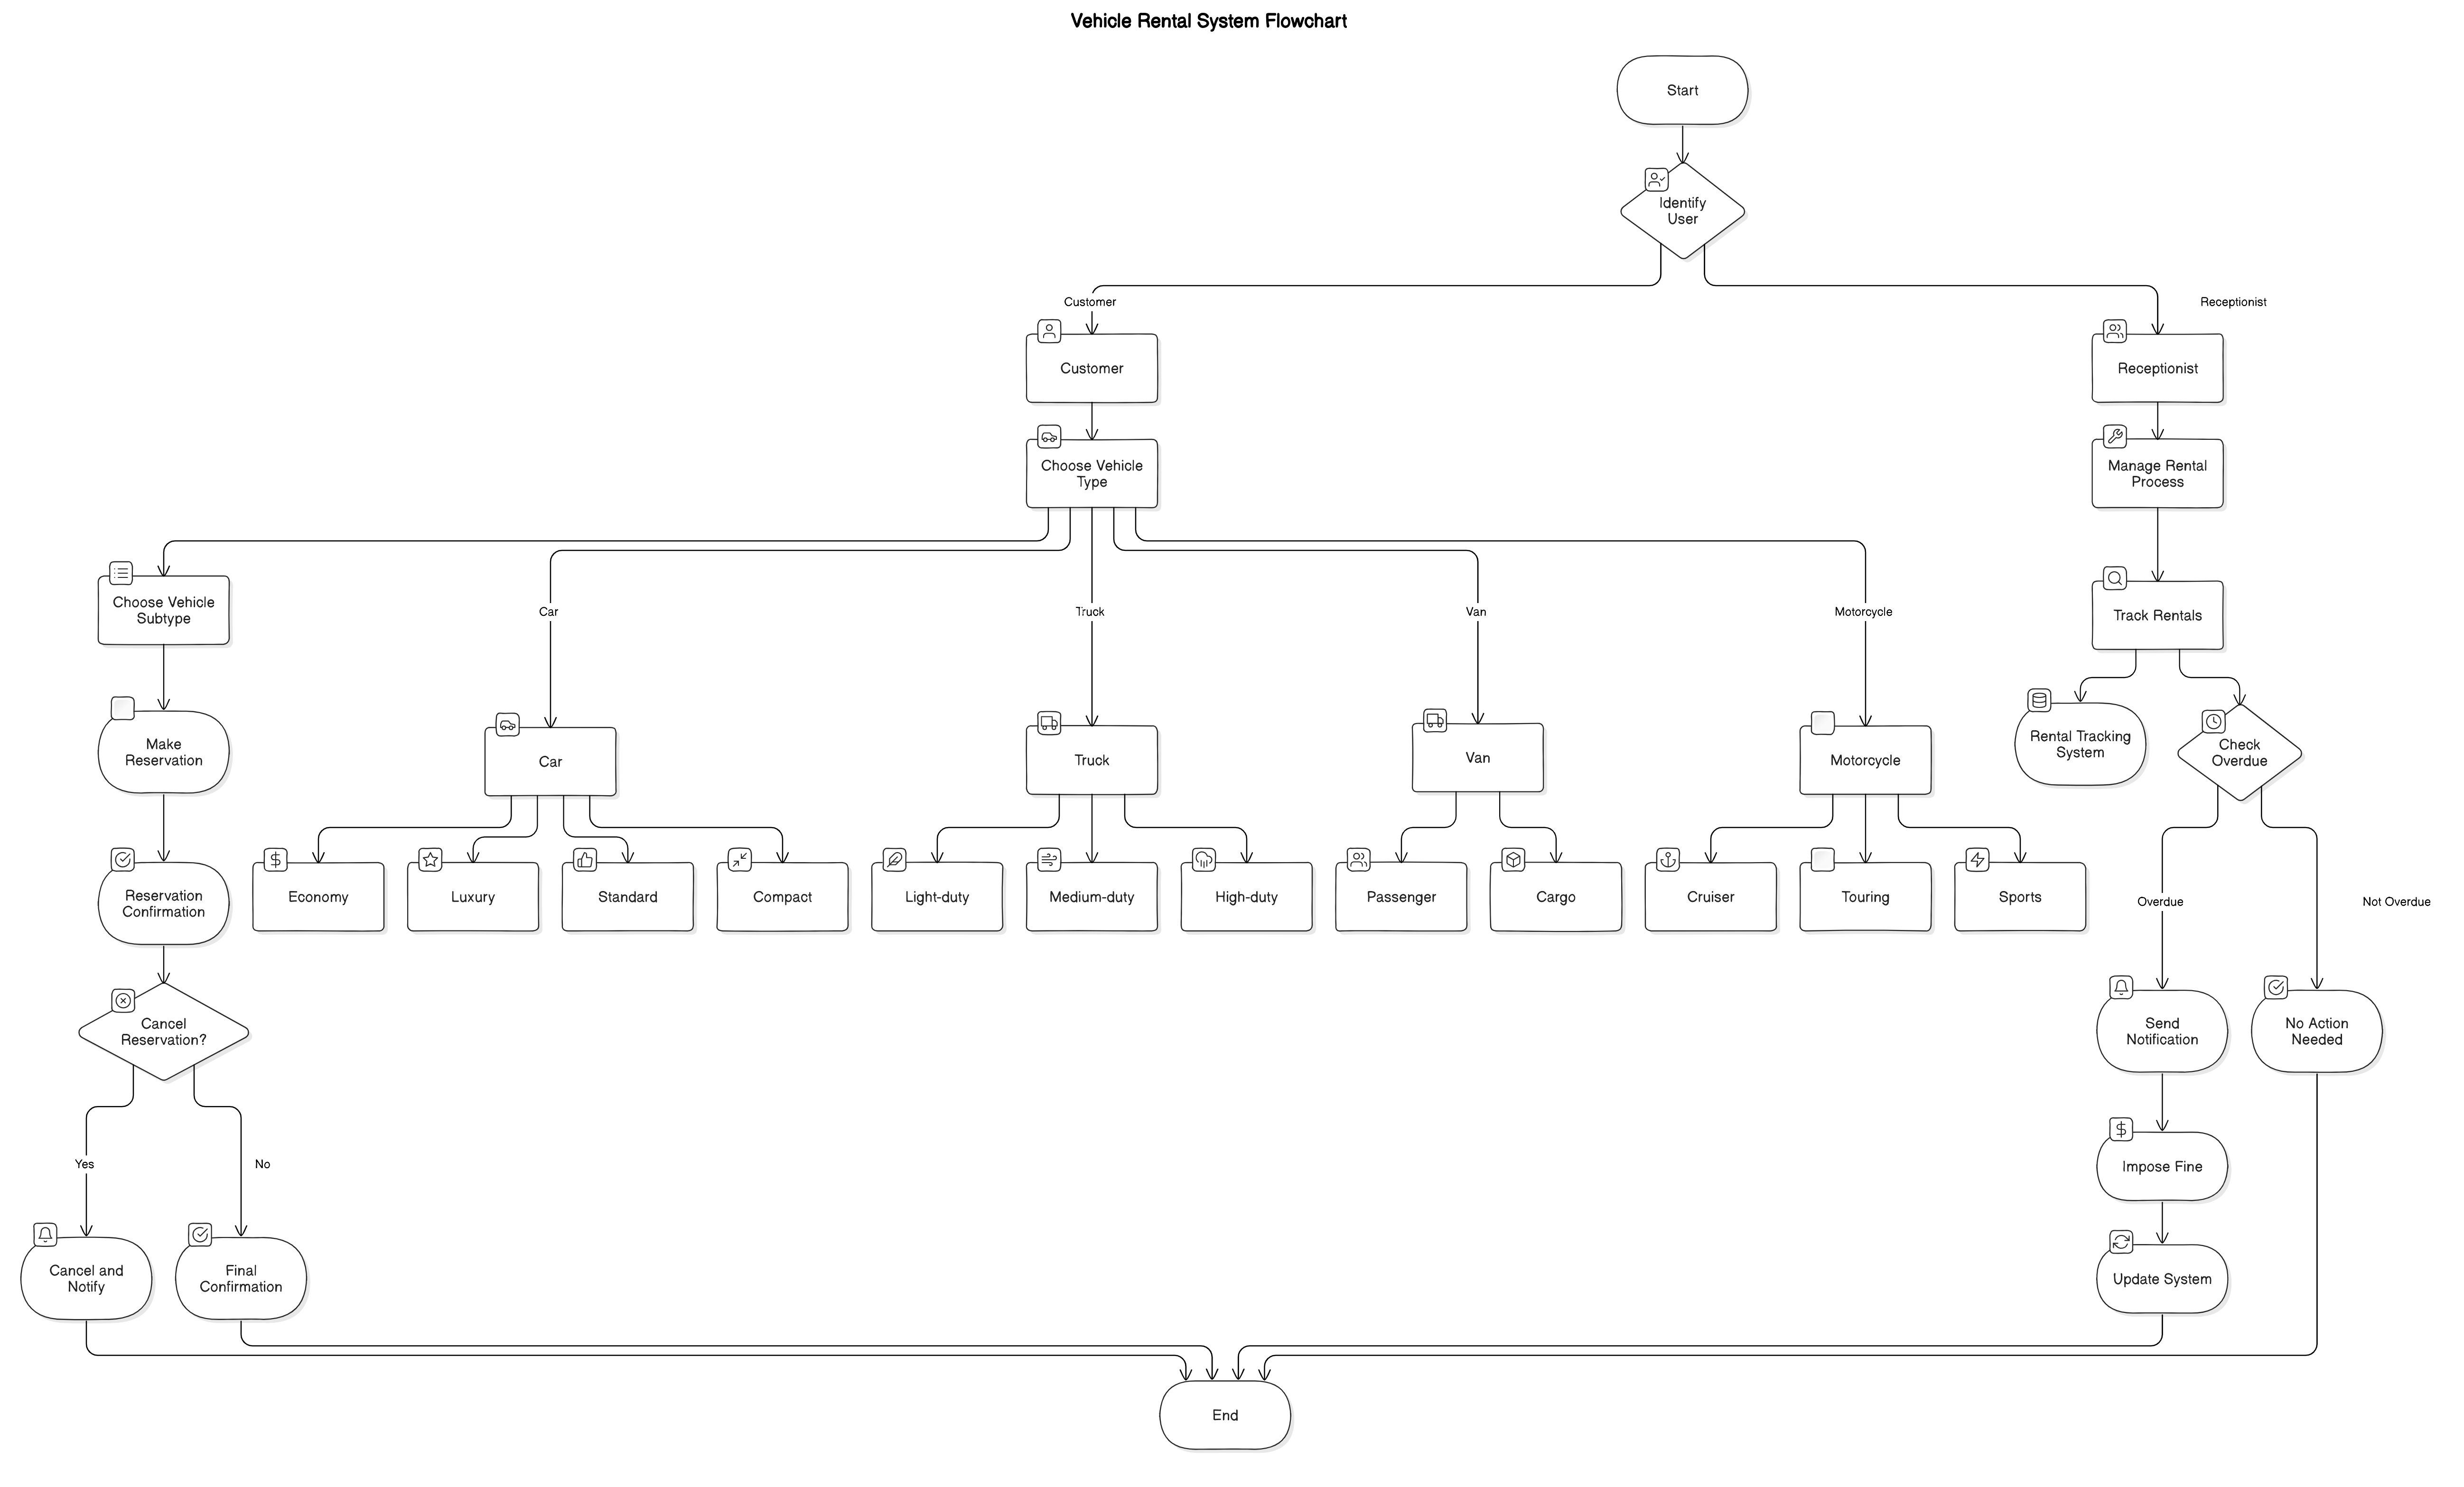 Vehicle Rental System Flowchart
Start
Identify
User
Customer
Receptionist
Customer
Receptionist
Choose Vehicle
Type
Manage Rental
Process
Choose Vehicle
Subtype
Car
Truck
Van
Motorcycle
Track Rentals
Make
Reservation
Car
Truck
Van
Motorcycle
Rental Tracking
System
Check
Overdue
Reservation
Confirmation
Economy
Luxury
Standard
Compact
Light-duty
Medium-duty
High-duty
Passenger
Cargo
Cruiser
Touring
Sports
Overdue
Not Overdue
Cancel
Reservation?
Send
Notification
No Action
Needed
Yes
No
Impose Fine
Cancel and
Notify
Final
Confirmation
Update System
End